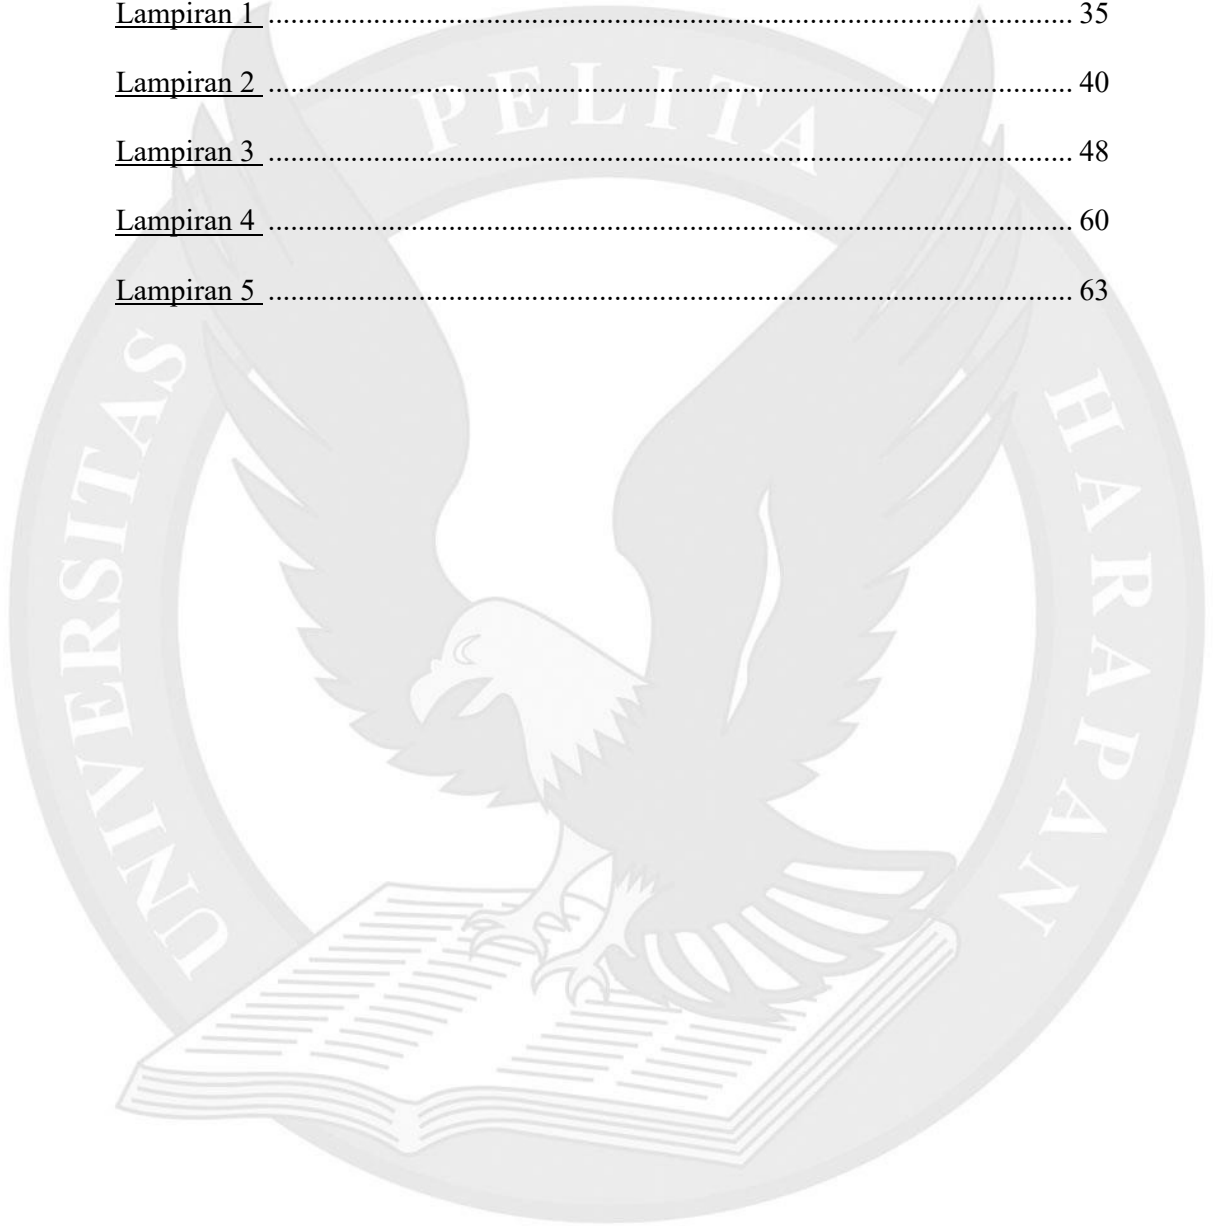 Lampiran 1 ........................................................................................................... 35
Lampiran 2 ........................................................................................................... 40
Lampiran 3 ........................................................................................................... 48
Lampiran 4 ........................................................................................................... 60
Lampiran 5 ........................................................................................................... 63
UNIVERSITAS PELITA HARAPAN